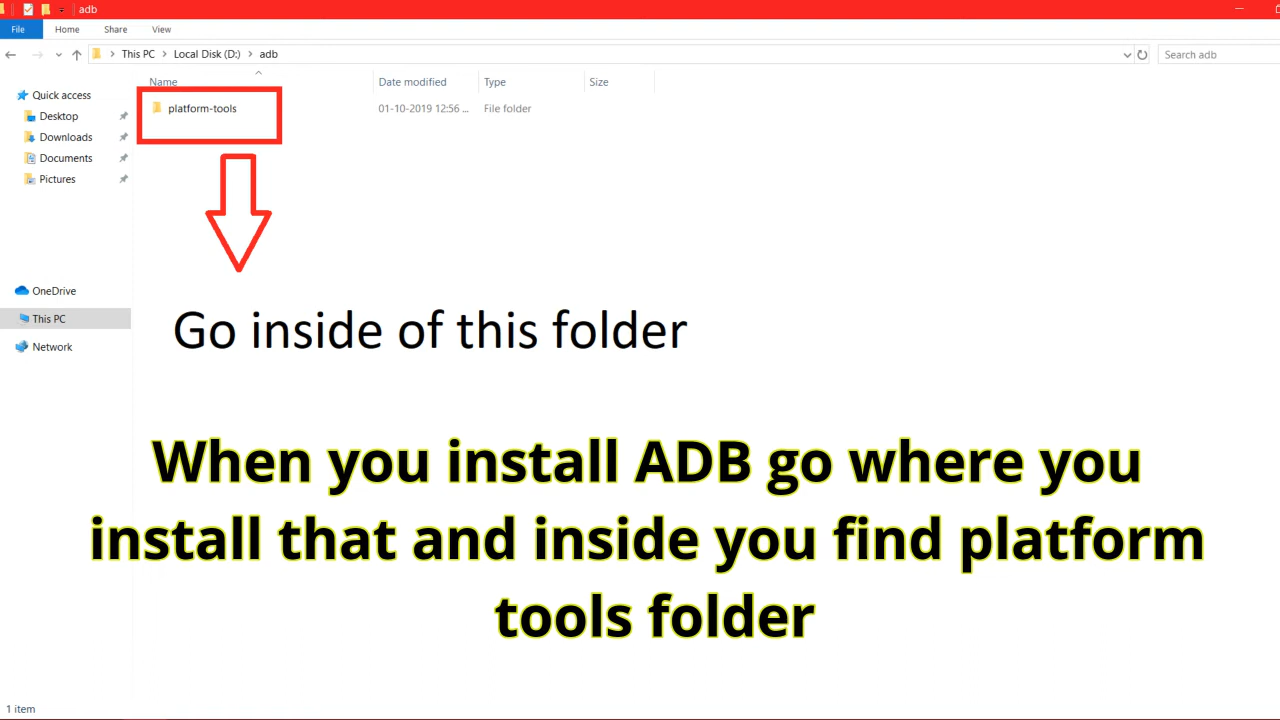 adb
File Home Share View
This PC Local Disk (D:) adb Search adb
Name Date modified Type Size
Quick access
platform-tools 01-10-2019 12:56 ... File folder
Desktop
Downloads
Documents
Pictures
OneDrive
This PC
Network
Go inside of this folder
When you install ADB go where you
install that and inside you find platform
tools folder
1 item